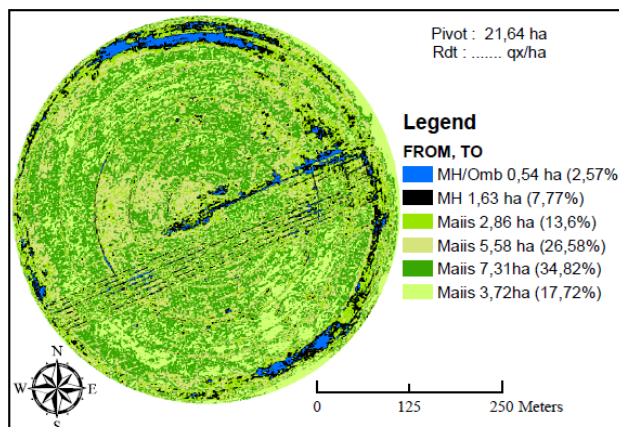 Pivot : 21,64 ha
Rdt : ....... qx/ha
Legend
FROM, TO
MH/Omb 0,54 ha (2,57%
MH 1,63 ha (7,77%)
Maiis 2,86 ha (13,6%)
Maiis 5,58 ha (26,58%)
Maiis 7,31ha (34,82%)
Maiis 3,72ha (17,72%)
N
W E
S
0 125 250 Meters